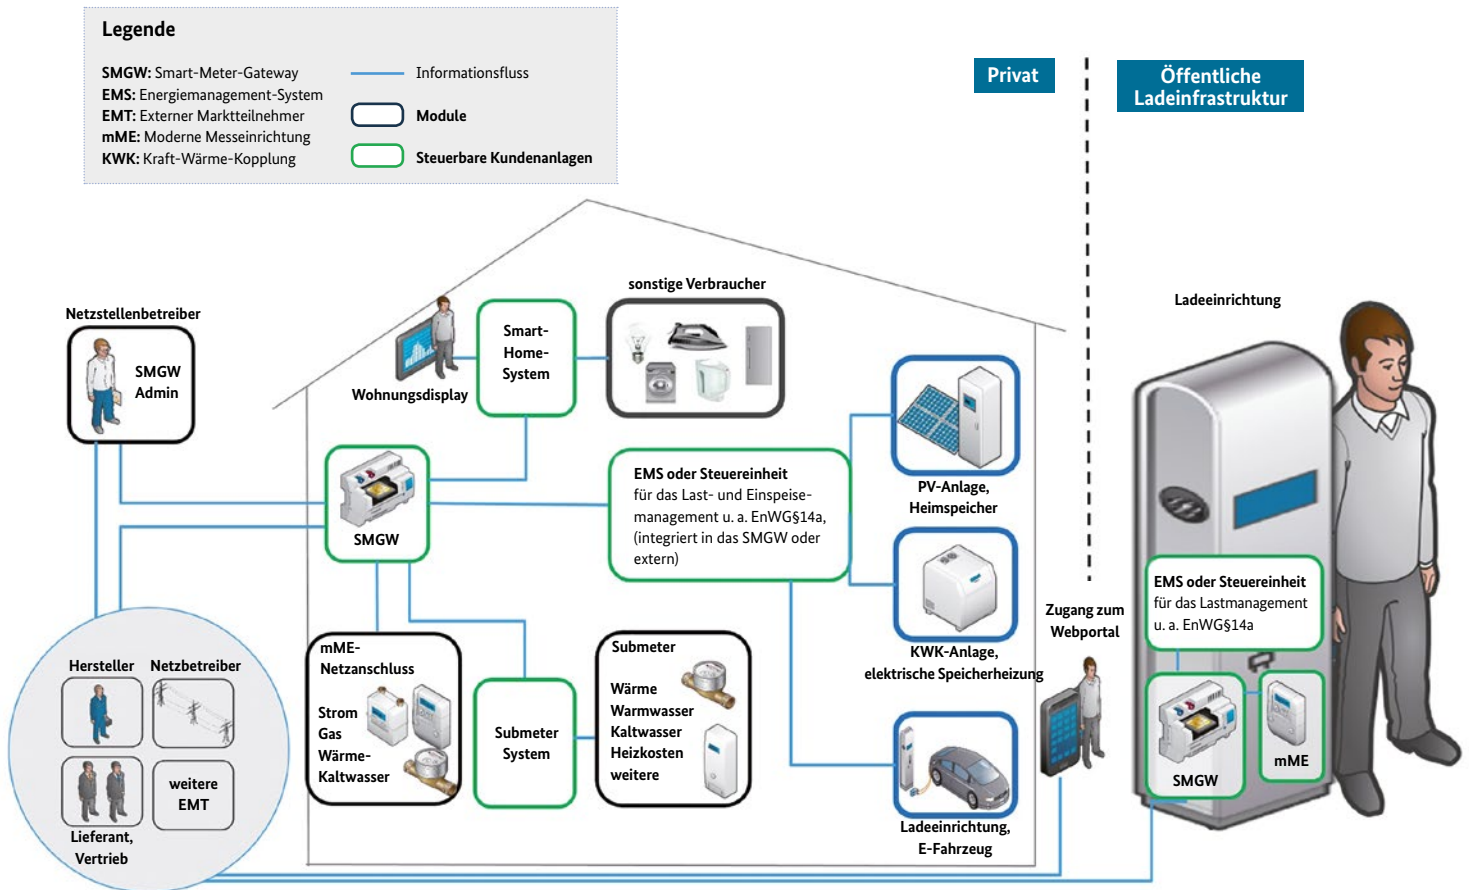 Legende
SMGW: Smart-Meter-Gateway
EMS: Energiemanagement-System
EMT: Externer Marktteilnehmer
mME: Moderne Messeinrichtung
KWK: Kraft-Wärme-Kopplung
Informationsfluss
Module
Steuerbare Kundenanlagen
Privat
Öffentliche
Ladeinfrastruktur
Netzstellenbetreiber
SMGW
Admin
Wohnungsdisplay
Smart-
Home-
System
sonstige Verbraucher
SMGW
EMS oder Steuereinheit
für das Last- und Einspeise-
management u. a. EnWG§14a,
(integriert in das SMGW oder
extern)
PV-Anlage,
Heimspeicher
KWK-Anlage,
elektrische Speicherheizung
Ladeeinrichtung,
E-Fahrzeug
mME-
Netzanschluss
Strom
Gas
Wärme-
Kaltwasser
Submeter
System
Submeter
Wärme
Warmwasser
Kaltwasser
Heizkosten
weitere
Hersteller
Netzbetreiber
Lieferant,
Vertrieb
weitere
EMT
Zugang zum
Webportal
Ladeeinrichtung
EMS oder Steuereinheit
für das Lastmanagement
u. a. EnWG§14a
SMGW
mME